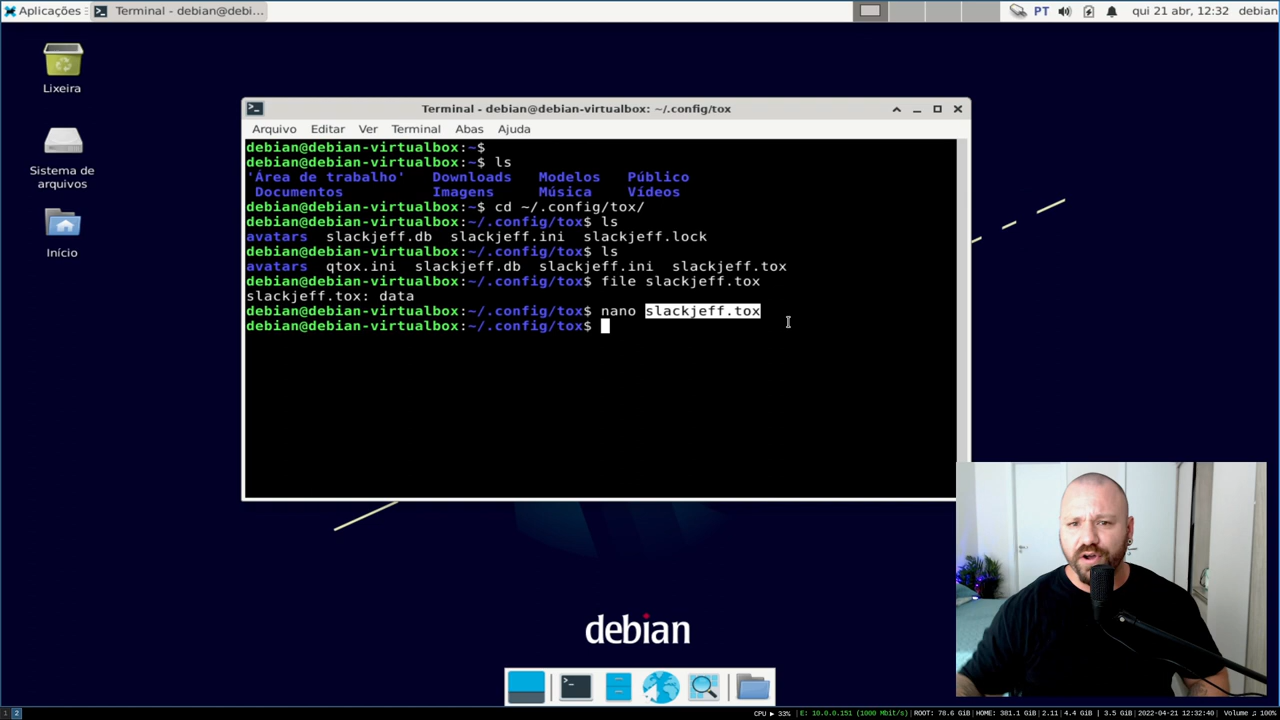 Aplicações
Terminal - debian@debi...
PT
qui 21 abr, 12:32
debian
Lixeira
Sistema de
arquivos
Início
Terminal - debian@debian-virtualbox: ~/.config/tox
Arquivo Editar Ver Terminal Abas Ajuda
debian@debian-virtualbox:~$
debian@debian-virtualbox:~$ ls
'Área de trabalho' Downloads Modelos Público
Documentos Imagens Música Vídeos
debian@debian-virtualbox:~$ cd ~/.config/tox/
debian@debian-virtualbox:~/.config/tox$ ls
avatars slackjeff.db slackjeff.ini slackjeff.lock
debian@debian-virtualbox:~/.config/tox$ ls
avatars qtox.ini slackjeff.db slackjeff.ini slackjeff.tox
debian@debian-virtualbox:~/.config/tox$ file slackjeff.tox
slackjeff.tox: data
debian@debian-virtualbox:~/.config/tox$ nano slackjeff.tox
debian@debian-virtualbox:~/.config/tox$
debian
1 2
CPU ▶ 33% | E: 10.0.0.151 (1000 Mbit/s) | ROOT: 78.6 GiB | HOME: 381.1 GiB | 2.11 | 4.4 GiB | 3.5 GiB | 2022-04-21 12:32:40 | Volume ♫ 100%